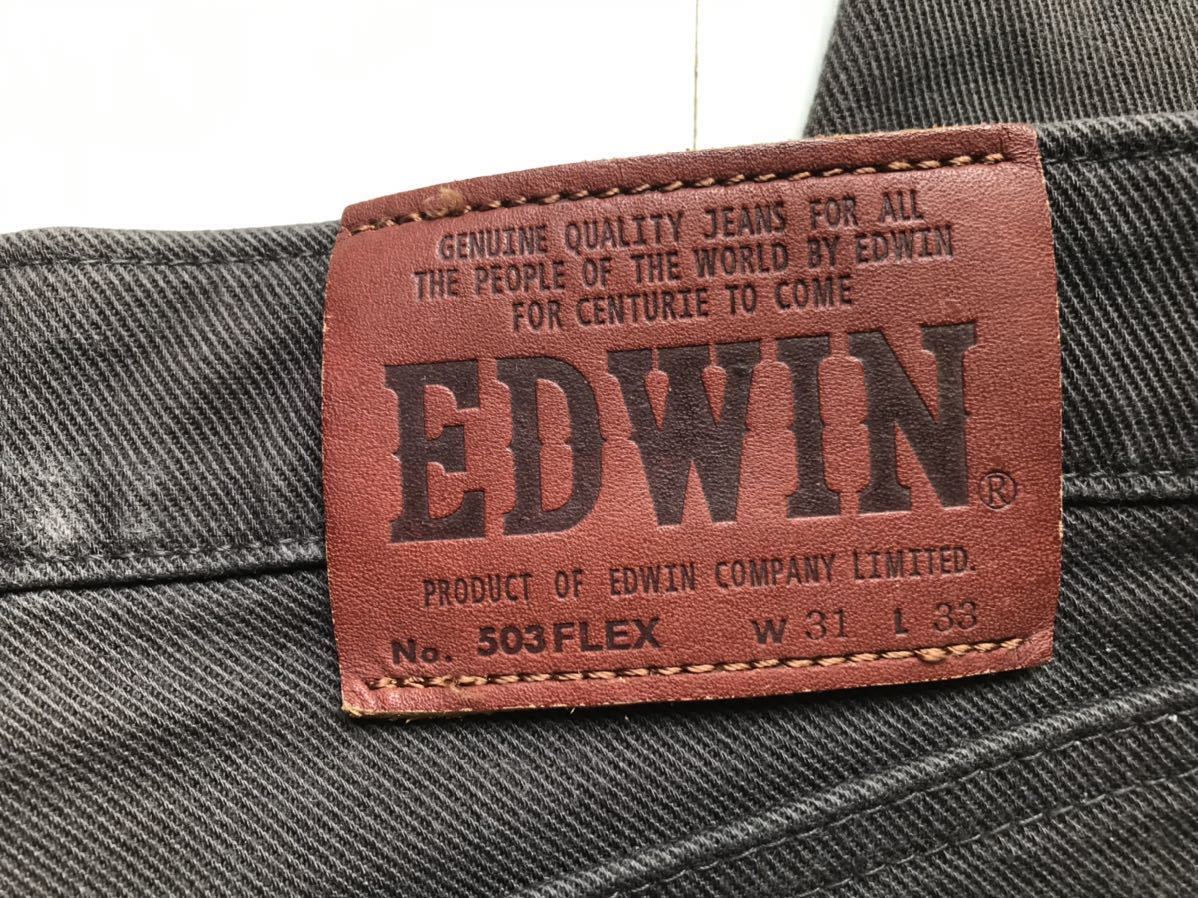 GENUINE QUALITY JEANS FOR ALL
THE PEOPLE OF THE WORLD BY EDWIN
FOR CENTURIE TO COME
EDWIN®
PRODUCT OF EDWIN COMPANY LIMITED.
No. 503FLEX W 31 L 33